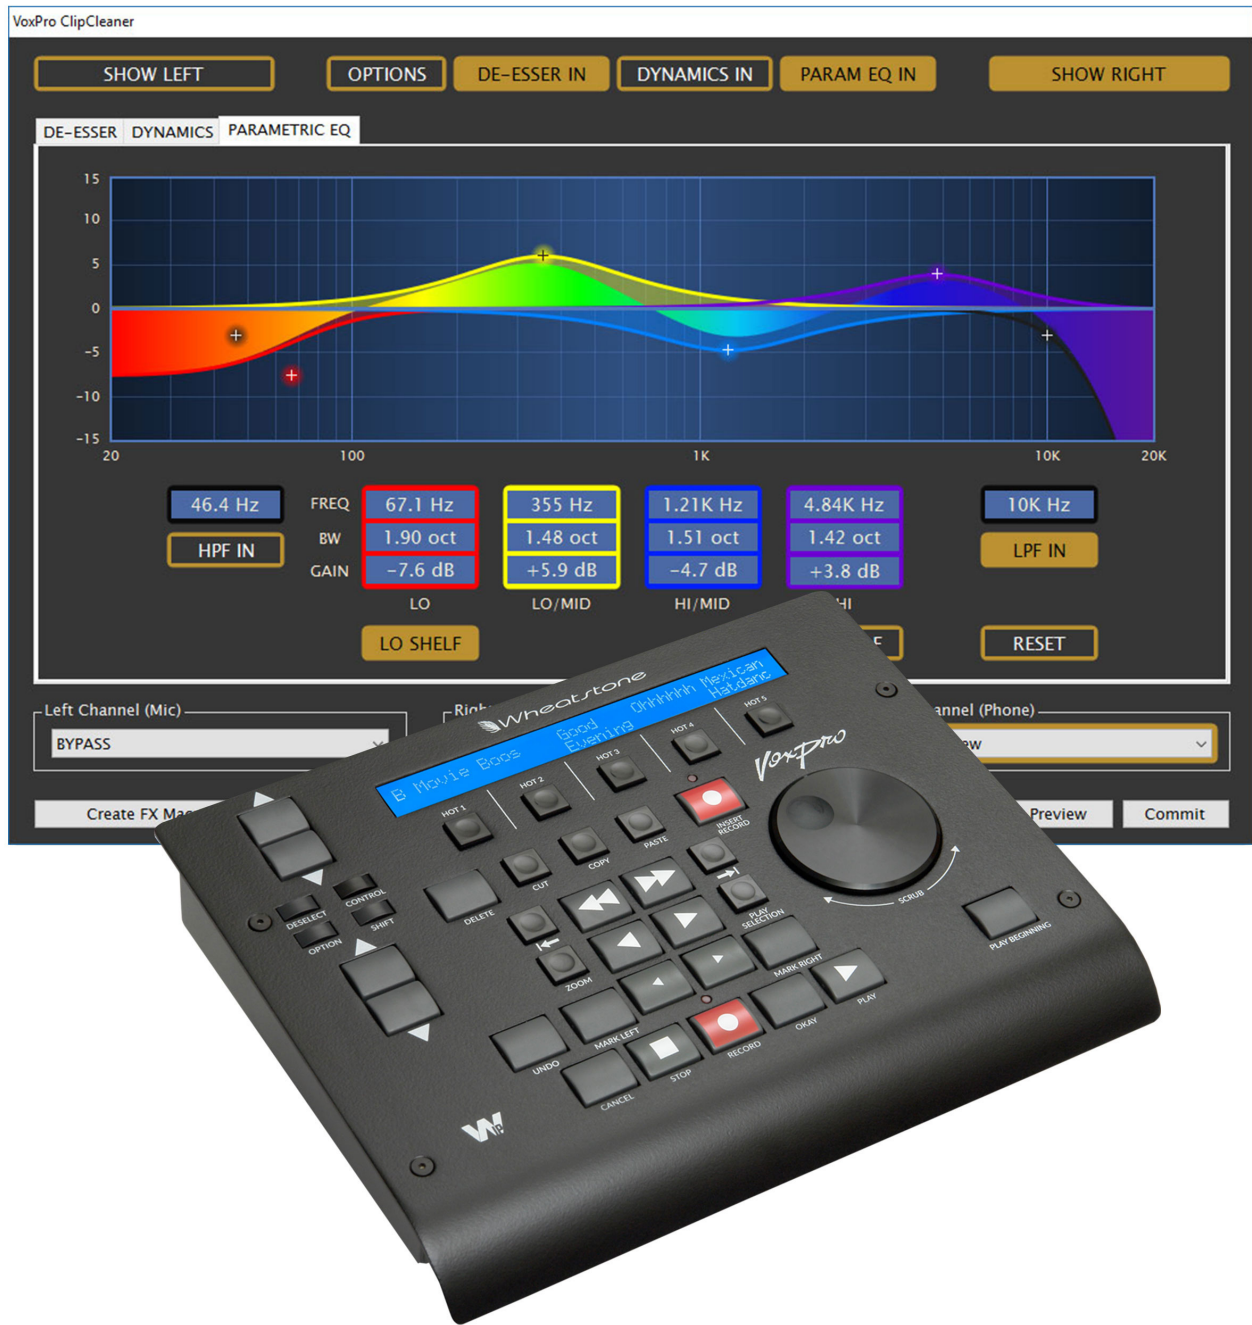 VoxPro ClipCleaner
SHOW LEFT
OPTIONS
DE-ESSER IN
DYNAMICS IN
PARAM EQ IN
SHOW RIGHT
DE-ESSER
DYNAMICS
PARAMETRIC EQ
15
10
5
0
-5
-10
-15
20
100
1K
10K
20K
46.4 Hz
FREQ
67.1 Hz
355 Hz
1.21K Hz
4.84K Hz
10K Hz
HPF IN
BW
1.90 oct
1.48 oct
1.51 oct
1.42 oct
LPF IN
GAIN
-7.6 dB
+5.9 dB
-4.7 dB
+3.8 dB
LO
LO/MID
HI/MID
HI
LO SHELF
F
RESET
Left Channel (Mic)
Righ
annel (Phone)
BYPASS
ew
Create FX Mac
Preview
Commit
Wheatstone
B Movie Boos
Good
Evening
Ohhhhhh
Mexican
Hatdanc
HOT 1
HOT 2
HOT 3
HOT 4
HOT 5
VoxPro
INSERT
RECORD
CUT
COPY
PASTE
DELETE
CONTROL
DESELECT
SHIFT
OPTION
PLAY
SELECTION
SCRUB
PLAY BEGINNING
ZOOM
MARK RIGHT
MARK LEFT
PLAY
OKAY
RECORD
UNDO
STOP
CANCEL
W IP